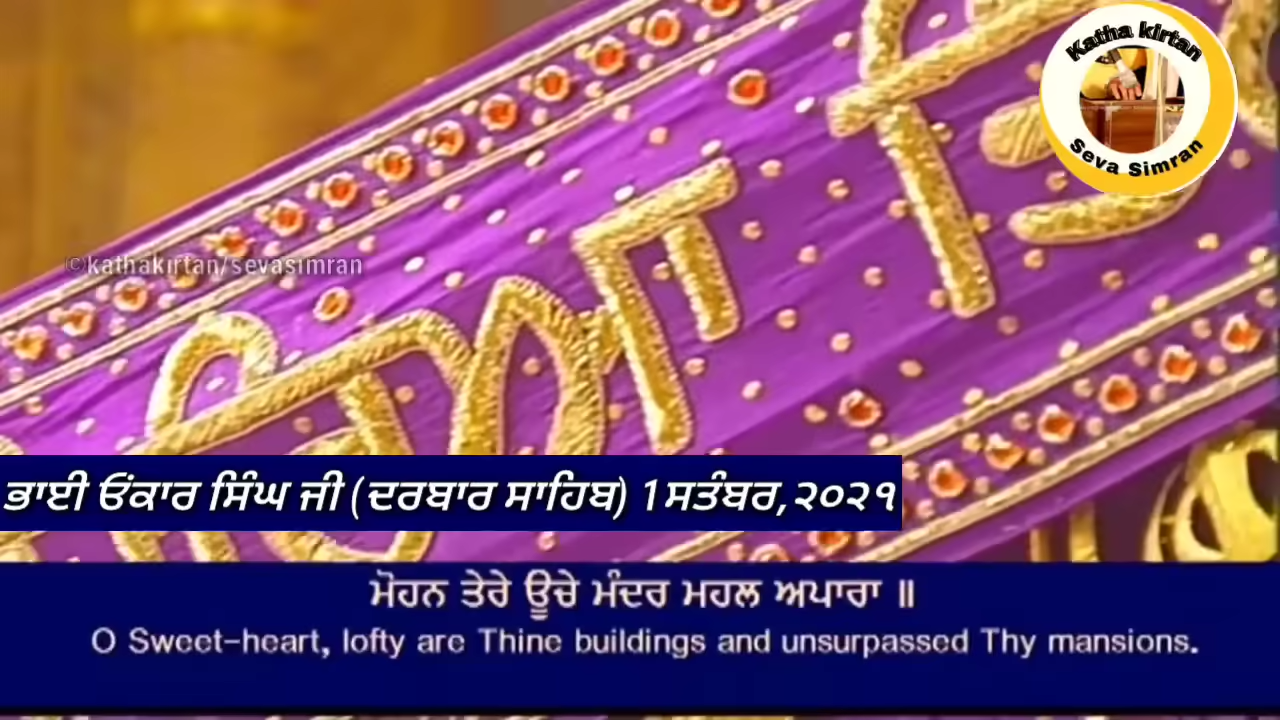 Katha kirtan
Seva Simran
©kathakirtan/sevasimran
ਭਾਈ ਓਂਕਾਰ ਸਿੰਘ ਜੀ (ਦਰਬਾਰ ਸਾਹਿਬ) 1 ਸਤੰਬਰ,੨੦੨੧
ਮੋਹਨ ਤੇਰੇ ਊਚੇ ਮੰਦਰ ਮਹਲ ਅਪਾਰਾ ॥
O Sweet-heart, lofty are Thine buildings and unsurpassed Thy mansions.